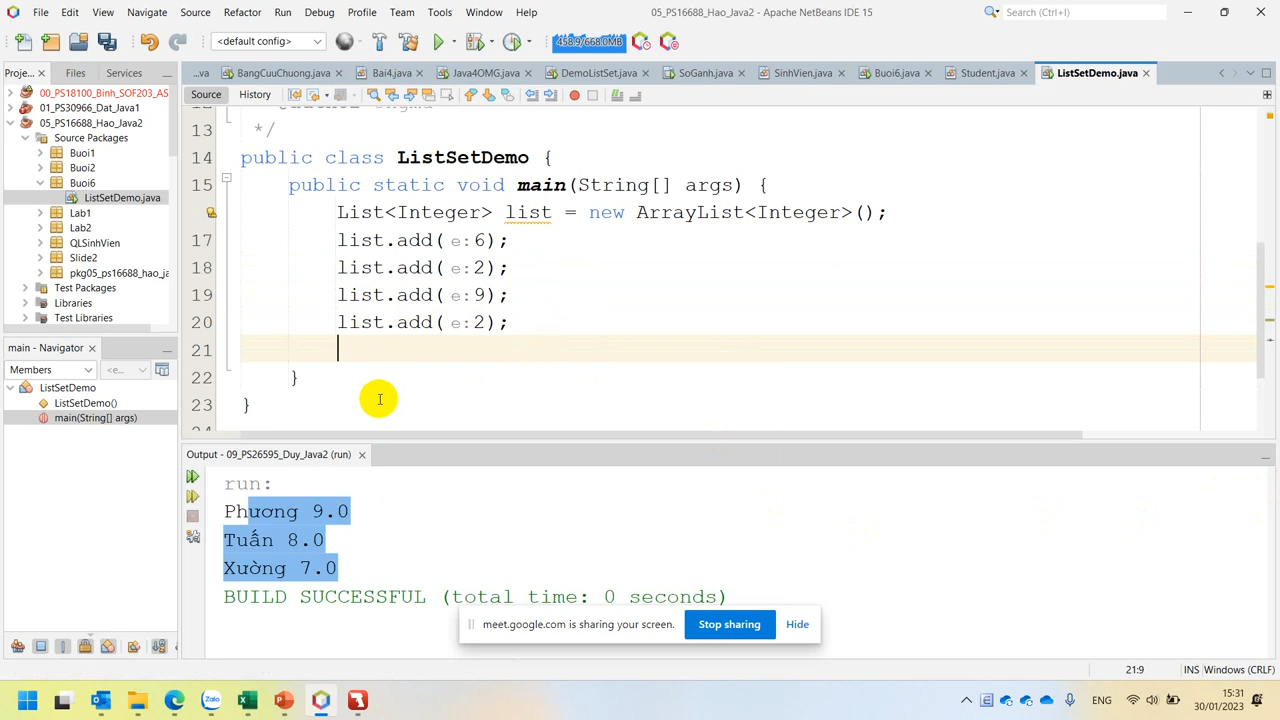 File Edit View Navigate Source Refactor Run Debug Profile Team Tools Window Help
05_PS16688_Hao_Java2 - Apache NetBeans IDE 15
Search (Ctrl+I)
<default config>
458.9/668.0MB
Proje... Files Services
...va BangCuuChuong.java Bai4.java Java4OMG.java DemoListSet.java SoGanh.java SinhVien.java Buoi6.java Student.java ListSetDemo.java
Source History
00_PS18100_Binh_SOF203_AS
01_PS30966_Dat_Java1
05_PS16688_Hao_Java2
Source Packages
Buoi1
Buoi2
Buoi6
ListSetDemo.java
Lab1
Lab2
QLSinhVien
Slide2
pkg05_ps16688_hao_ja
Test Packages
Libraries
Test Libraries
13 */
14 public class ListSetDemo {
15 public static void main(String[] args) {
List<Integer> list = new ArrayList<Integer>();
17 list.add( e: 6);
18 list.add( e: 2);
19 list.add( e: 9);
20 list.add( e: 2);
21
22 }
23 }
main - Navigator
Members <e...
ListSetDemo
ListSetDemo()
main(String[] args)
Output - 09_PS26595_Duy_Java2 (run)
run:
Phương 9.0
Tuấn 8.0
Xường 7.0
BUILD SUCCESSFUL (total time: 0 seconds)
meet.google.com is sharing your screen. Stop sharing Hide
21:9 INS Windows (CRLF)
Zalo
ENG
15:31
30/01/2023